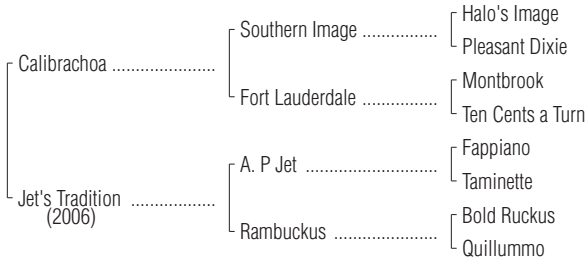 Halo's Image
Southern Image ................
Pleasant Dixie
Calibrachoa ......................
Montbrook
Fort Lauderdale ................
Ten Cents a Turn
Fappiano
A. P Jet ............................
Taminette
Jet's Tradition ..................
(2006)
Bold Ruckus
Rambuckus ......................
Quillummo